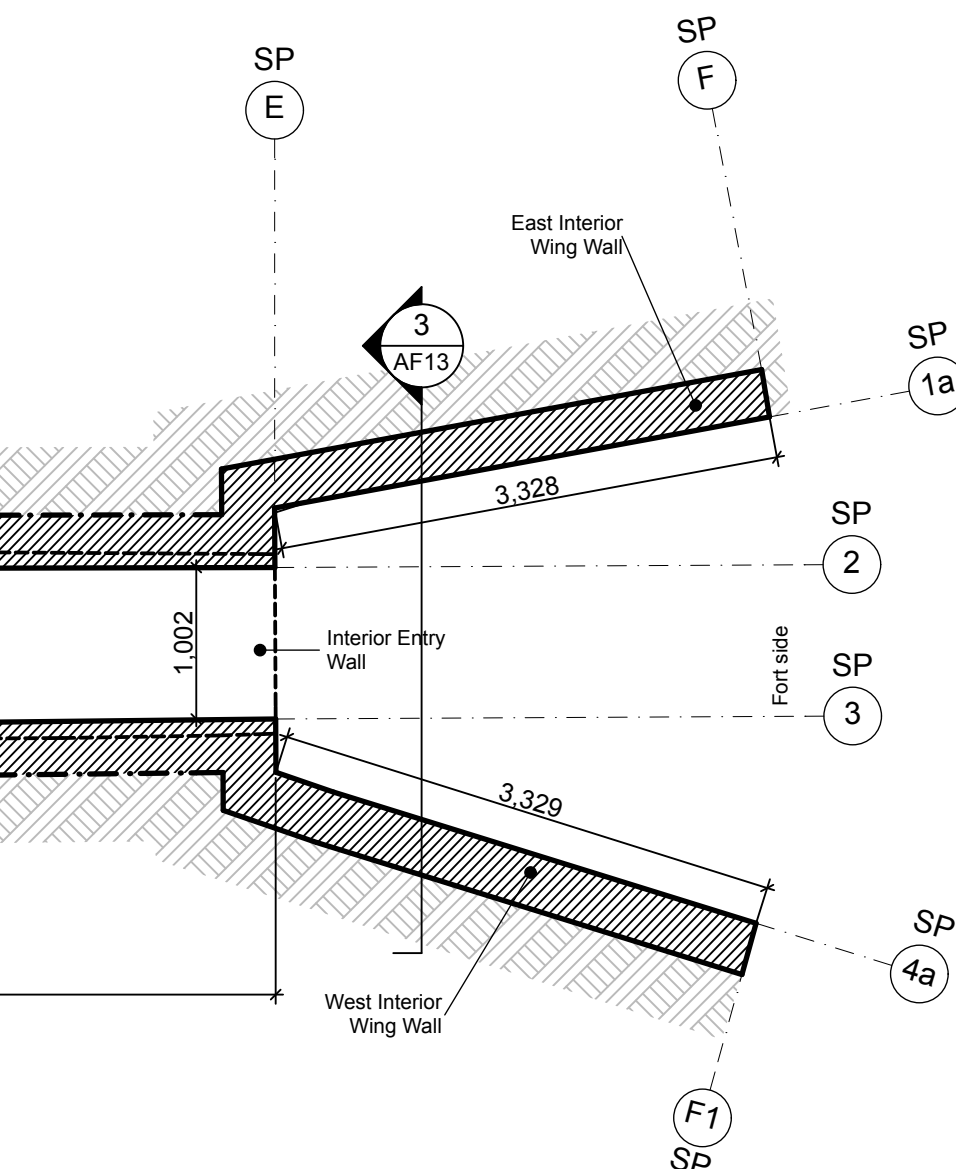 SP
F
SP
E
East Interior
Wing Wall
3
AF13
SP
1a
3,328
SP
2
1,002
Interior Entry
Wall
Fort side
SP
3
3,329
SP
4a
West Interior
Wing Wall
F1
SP